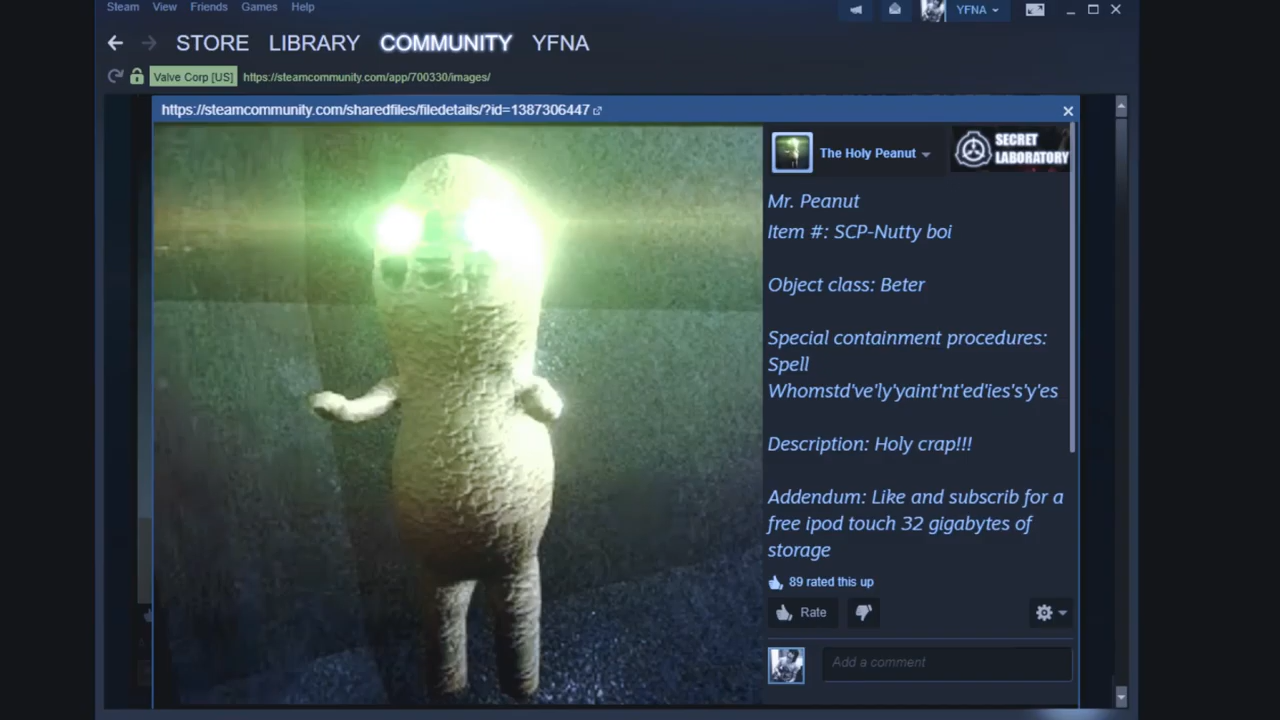 Steam View Friends Games Help
YFNA
STORE LIBRARY COMMUNITY YFNA
Valve Corp [US] https://steamcommunity.com/app/700330/images/
https://steamcommunity.com/sharedfiles/filedetails/?id=1387306447
The Holy Peanut
SECRET
LABORATORY
Mr. Peanut
Item #: SCP-Nutty boi
Object class: Beter
Special containment procedures:
Spell
Whomstd've'ly'yaint'nt'ed'ies's'y'es
Description: Holy crap!!!
Addendum: Like and subscrib for a
free ipod touch 32 gigabytes of
storage
89 rated this up
Rate
Add a comment